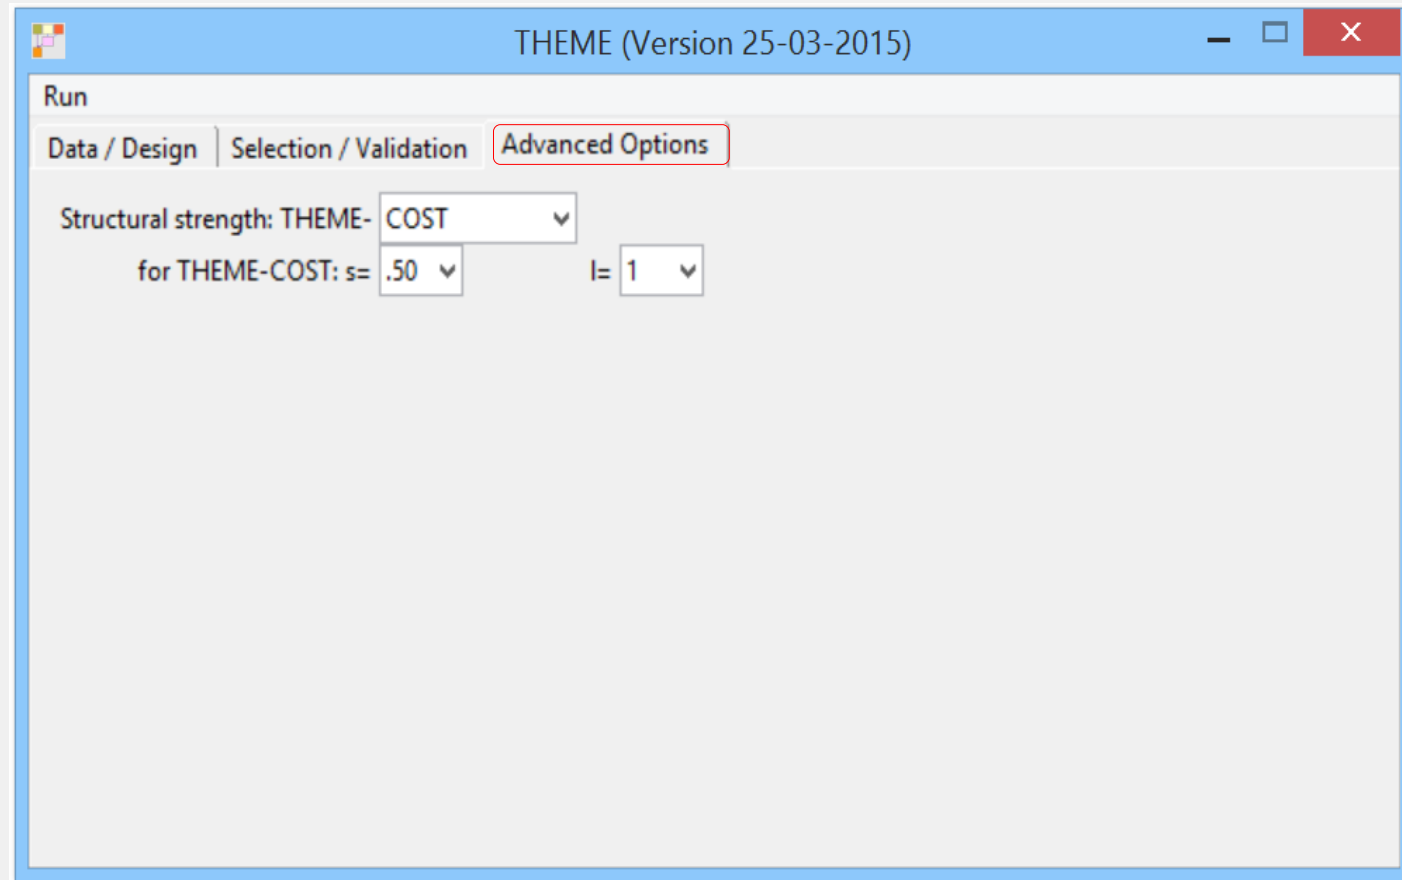 THEME (Version 25-03-2015)
Run
Data / Design Selection / Validation Advanced Options
Structural strength: THEME- COST
for THEME-COST: s= .50 l= 1